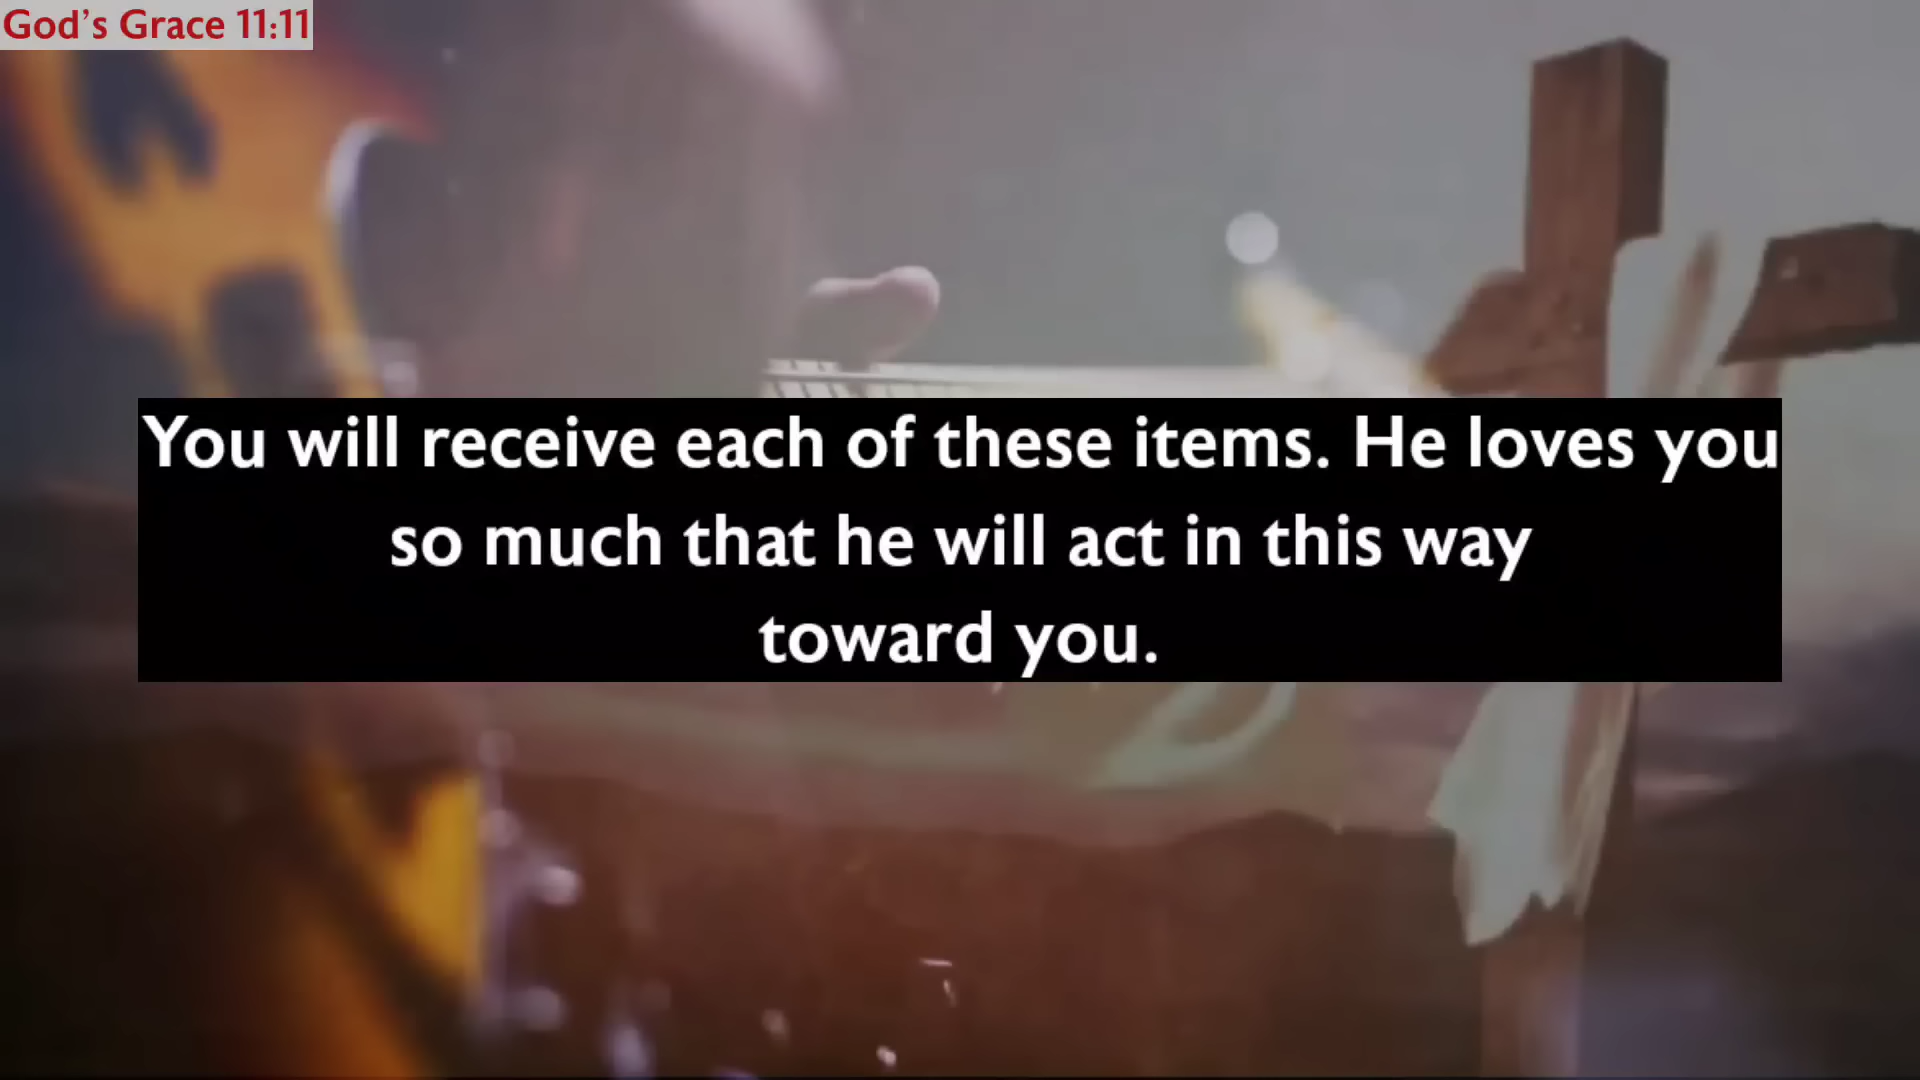 God's Grace 11:11
You will receive each of these items. He loves you
so much that he will act in this way
toward you.